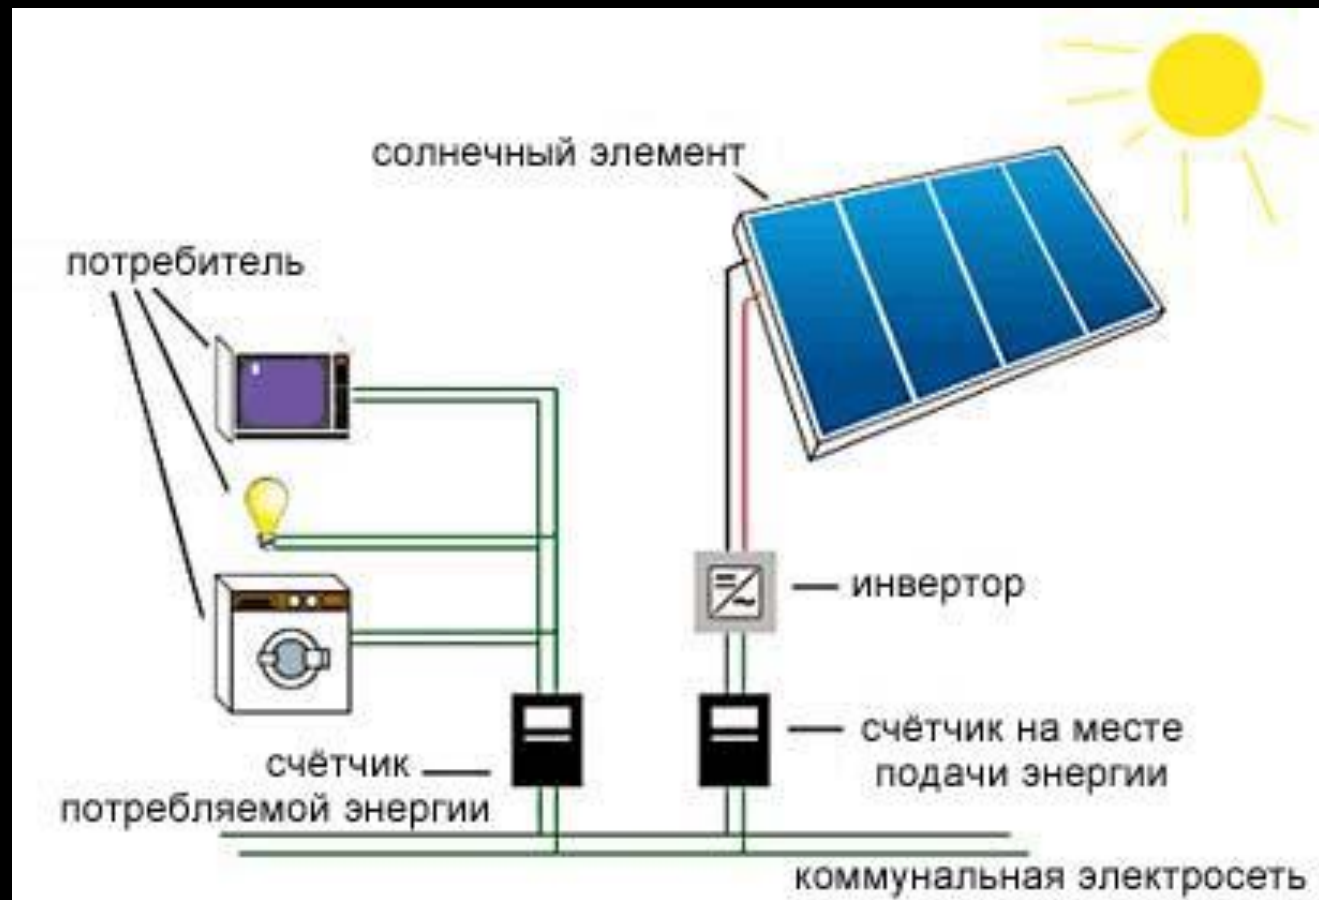 солнечный элемент
потребитель
инвертор
счётчик на месте
подачи энергии
счётчик
потребляемой энергии
коммунальная электросеть